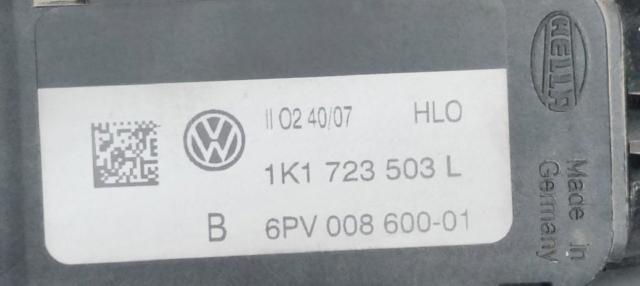 II O2 40/07 HLO
1K1 723 503 L
B 6PV 008 600-01
HELLA
Made in
Germany